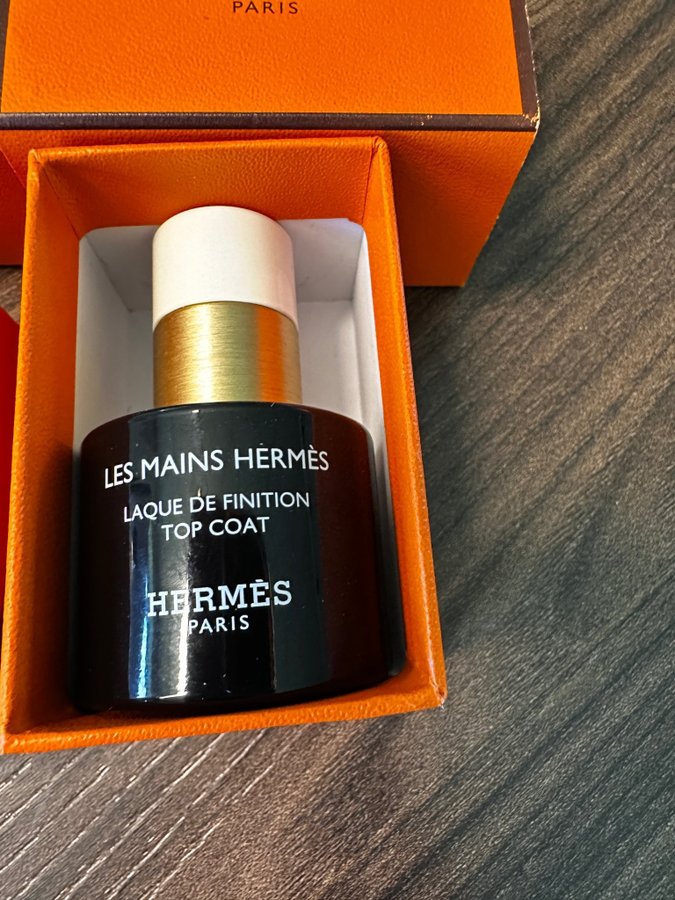 PARIS
LES MAINS HERMÈS
LAQUE DE FINITION
TOP COAT
HERMÈS
PARIS